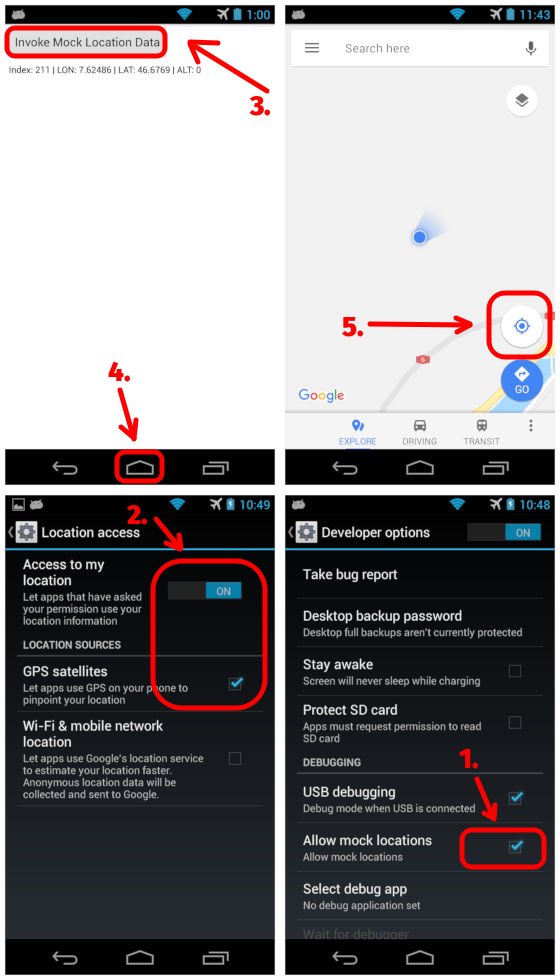 1:00
Invoke Mock Location Data
Index: 211 | LON: 7.62486 | LAT: 46.6769 | ALT: 0
3.
4.
11:43
Search here
5.
6
GO
Google
EXPLORE
DRIVING
TRANSIT
10:49
2.
Location access
Access to my
location
ON
Let apps that have asked
your permission use your
location information
LOCATION SOURCES
GPS satellites
Let apps use GPS on your phone to
pinpoint your location
Wi-Fi & mobile network
location
Let apps use Google's location service
to estimate your location faster.
Anonymous location data will be
collected and sent to Google.
10:48
Developer options
ON
Take bug report
Desktop backup password
Desktop full backups aren't currently protected
Stay awake
Screen will never sleep while charging
Protect SD card
Apps must request permission to read
SD card
DEBUGGING
1.
USB debugging
Debug mode when USB is connected
Allow mock locations
Allow mock locations
Select debug app
No debug application set
Wait for debugger